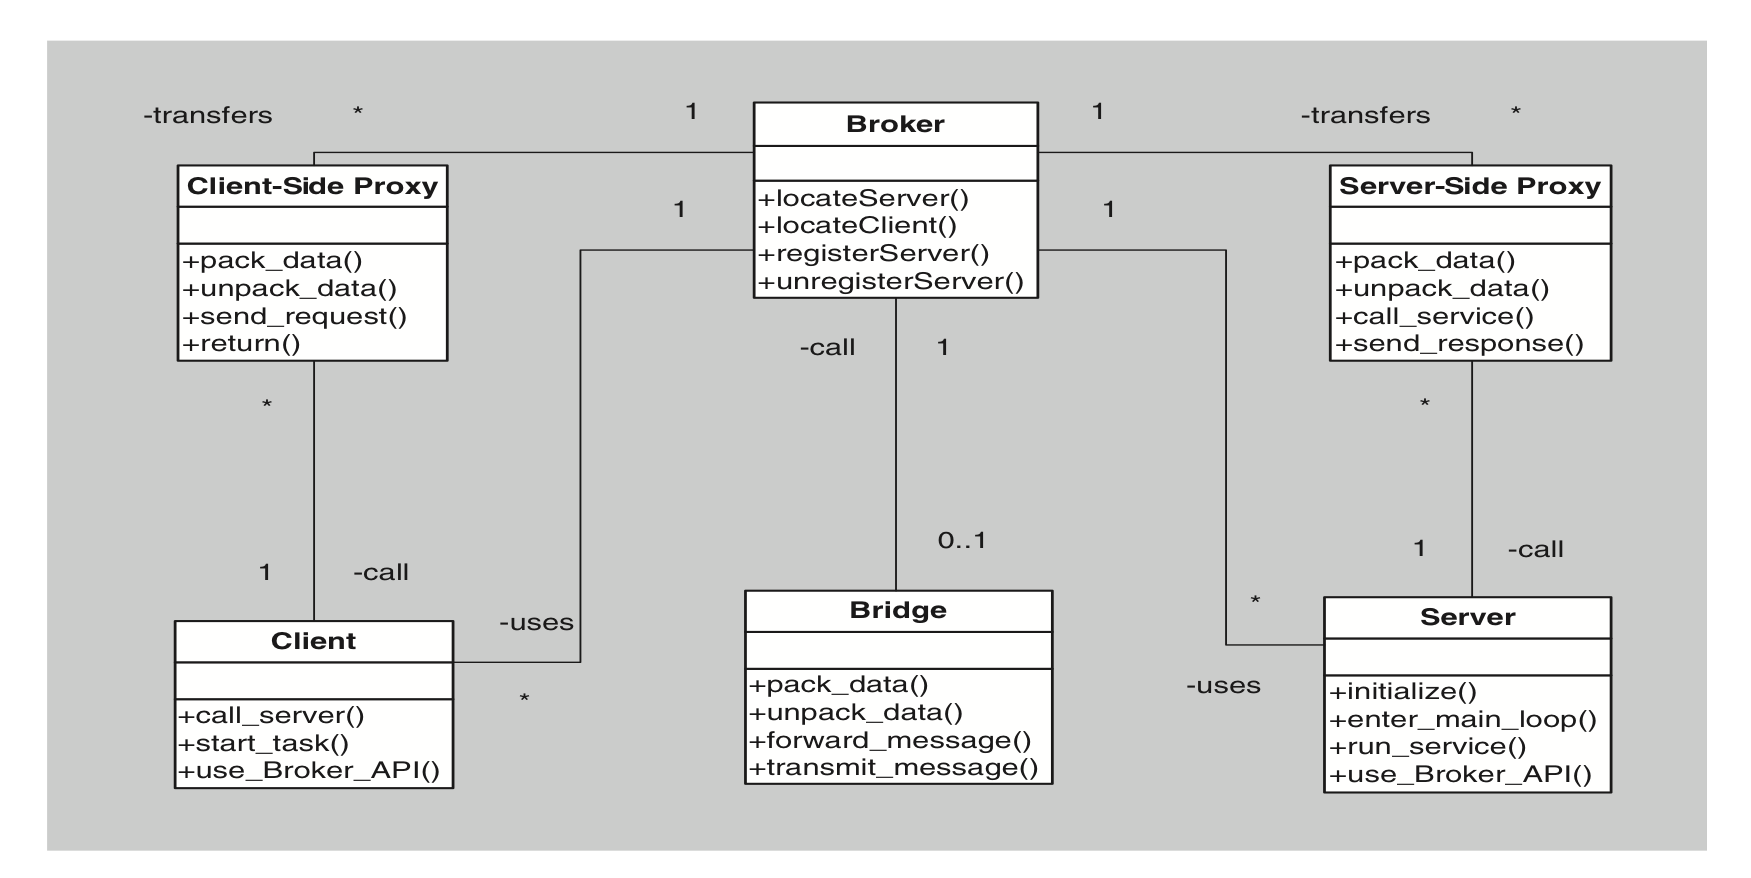 -transfers * 1
Broker
1 -transfers *
Client-Side Proxy
+pack_data()
+unpack_data()
+send_request()
+return()
1
+locateServer()
+locateClient()
+registerServer()
+unregisterServer()
1
Server-Side Proxy
+pack_data()
+unpack_data()
+call_service()
+send_response()
-call 1
*
*
0..1
1 -call
1 -call
-uses
*
*
-uses
Client
+call_server()
+start_task()
+use_Broker_API()
Bridge
+pack_data()
+unpack_data()
+forward_message()
+transmit_message()
Server
+initialize()
+enter_main_loop()
+run_service()
+use_Broker_API()